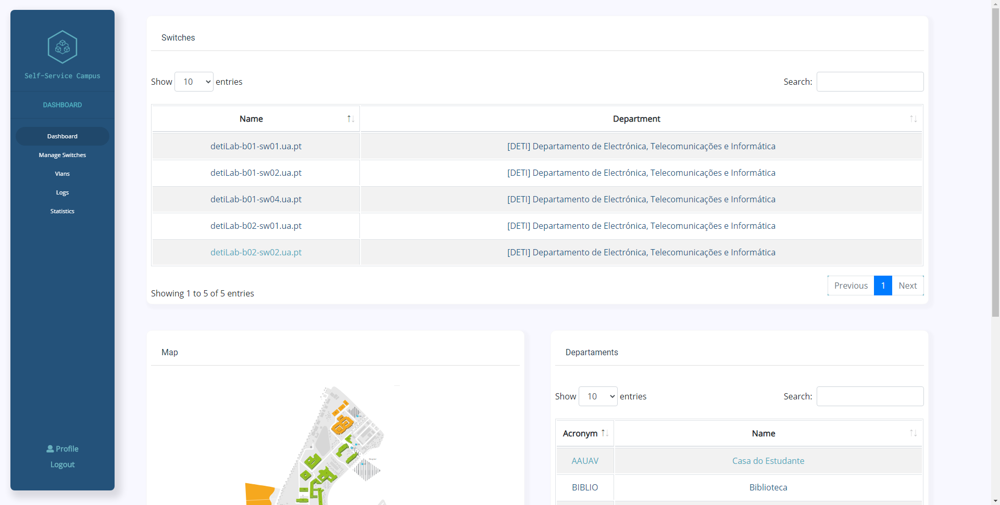 Self-Service Campus
DASHBOARD
Dashboard
Manage Switches
Vlans
Logs
Statistics
Profile
Logout
Switches
Show 10 entries
Search:
Name Department
detiLab-b01-sw01.ua.pt [DETI] Departamento de Electrónica, Telecomunicações e Informática
detiLab-b01-sw02.ua.pt [DETI] Departamento de Electrónica, Telecomunicações e Informática
detiLab-b01-sw04.ua.pt [DETI] Departamento de Electrónica, Telecomunicações e Informática
detiLab-b02-sw01.ua.pt [DETI] Departamento de Electrónica, Telecomunicações e Informática
detiLab-b02-sw02.ua.pt [DETI] Departamento de Electrónica, Telecomunicações e Informática
Showing 1 to 5 of 5 entries
Previous 1 Next
Map
Departaments
Show 10 entries
Search:
Acronym Name
AAUAV Casa do Estudante
BIBLIO Biblioteca